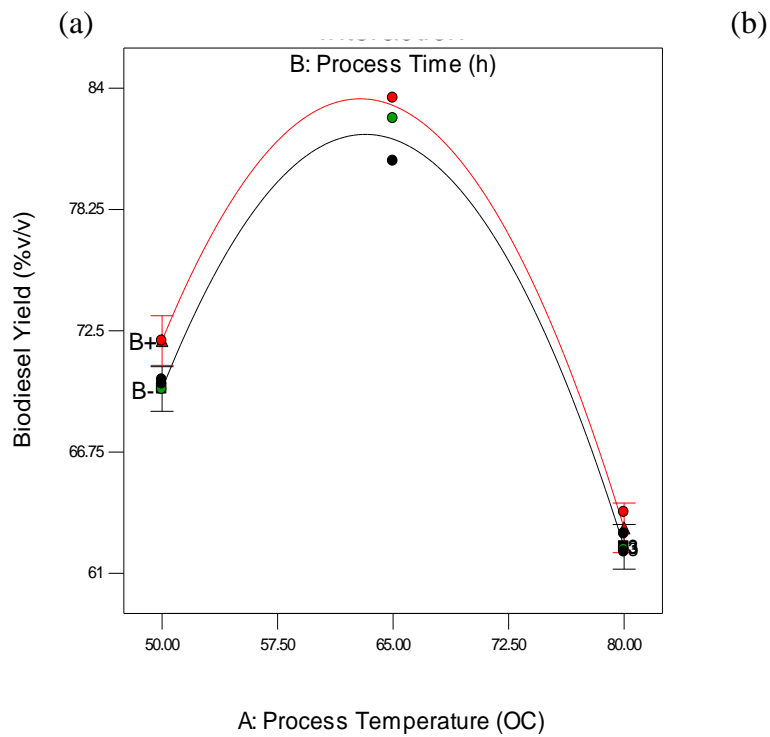 (a)
(b)
B: Process Time (h)
84
78.25
72.5
66.75
61
Biodiesel Yield (%v/v)
B+
B-
3
50.00
57.50
65.00
72.50
80.00
A: Process Temperature (OC)